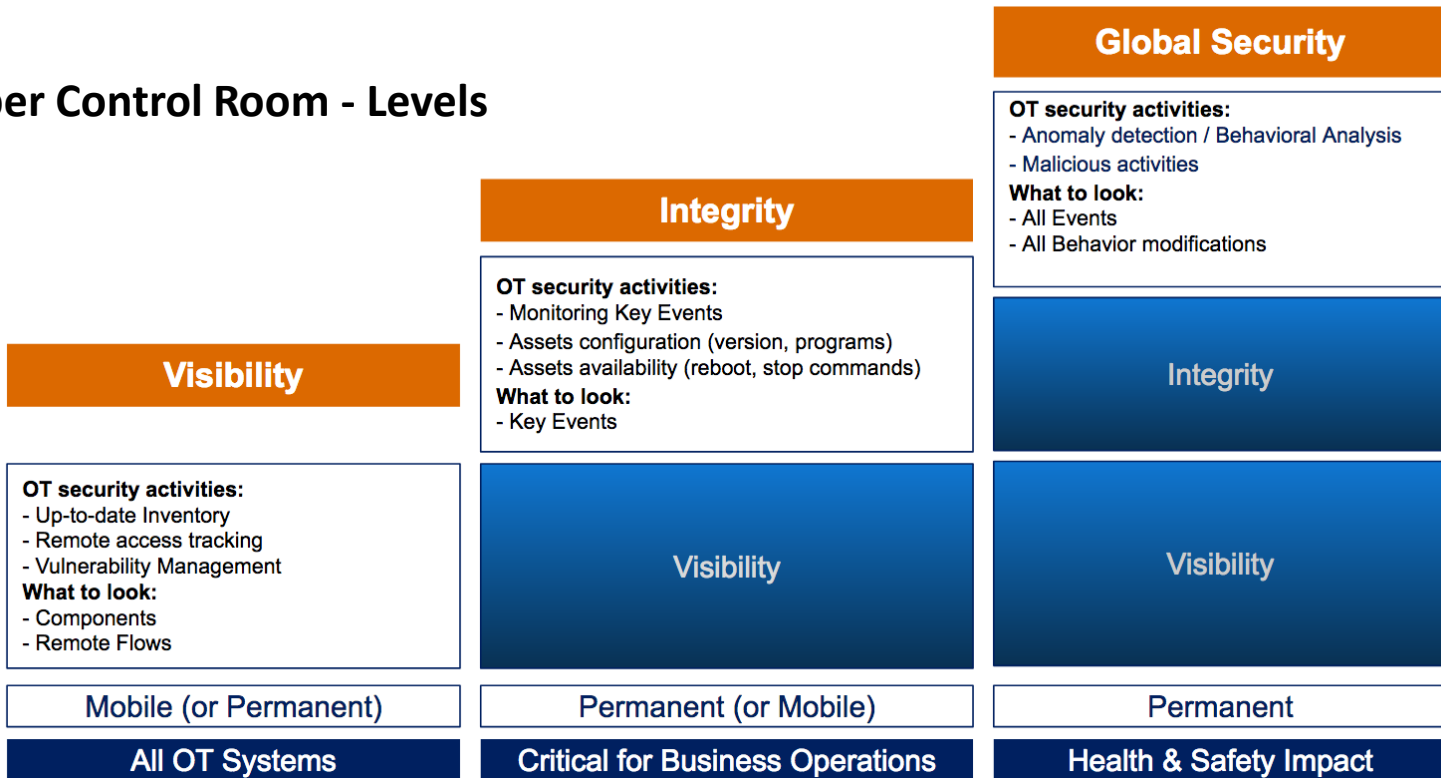 per Control Room - Levels
Global Security
OT security activities:
- Anomaly detection / Behavioral Analysis
- Malicious activities
What to look:
- All Events
- All Behavior modifications
Integrity
OT security activities:
- Monitoring Key Events
- Assets configuration (version, programs)
- Assets availability (reboot, stop commands)
What to look:
- Key Events
Integrity
Visibility
OT security activities:
- Up-to-date Inventory
- Remote access tracking
- Vulnerability Management
What to look:
- Components
- Remote Flows
Visibility
Visibility
Mobile (or Permanent)
Permanent (or Mobile)
Permanent
All OT Systems
Critical for Business Operations
Health & Safety Impact